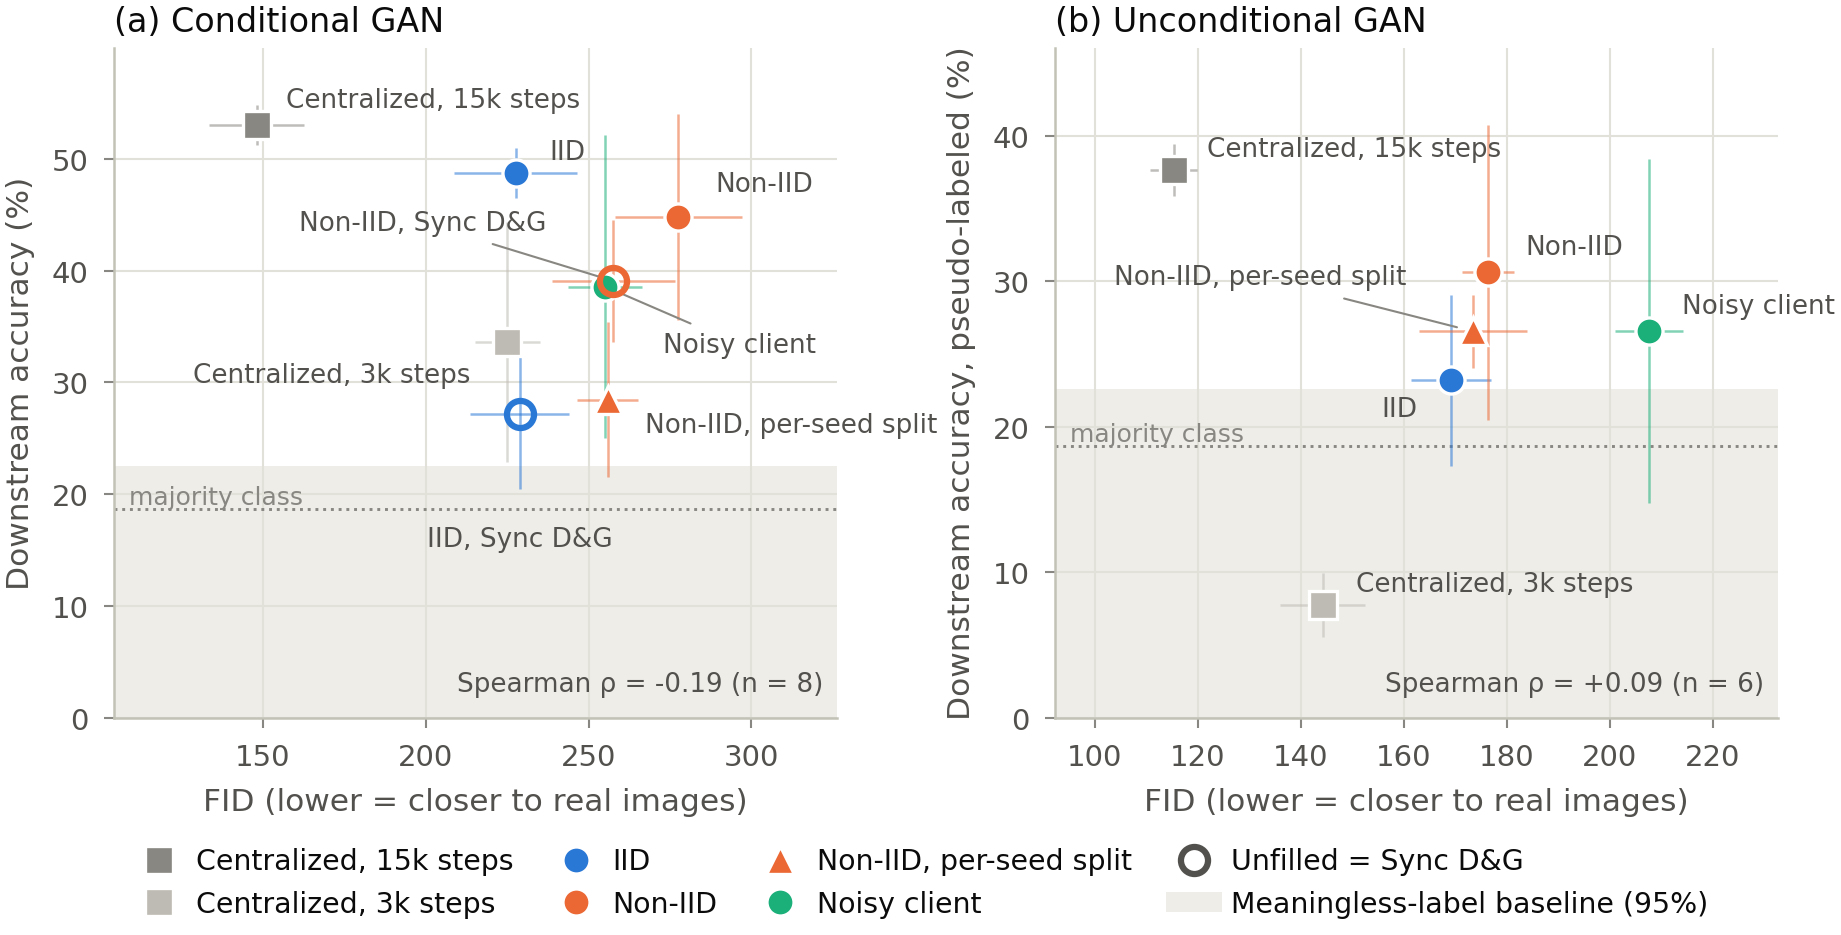 (a) Conditional GAN
Downstream accuracy (%)
50
40
30
20
10
0
Centralized, 15k steps
IID
Non-IID
Non-IID, Sync D&G
Noisy client
Centralized, 3k steps
Non-IID, per-seed split
majority class
IID, Sync D&G
Spearman ρ = -0.19 (n = 8)
150
200
250
300
FID (lower = closer to real images)
(b) Unconditional GAN
Downstream accuracy, pseudo-labeled (%)
40
30
20
10
0
Centralized, 15k steps
Non-IID
Non-IID, per-seed split
Noisy client
IID
majority class
Centralized, 3k steps
Spearman ρ = +0.09 (n = 6)
100
120
140
160
180
200
220
FID (lower = closer to real images)
Centralized, 15k steps
Centralized, 3k steps
IID
Non-IID
Non-IID, per-seed split
Noisy client
Unfilled = Sync D&G
Meaningless-label baseline (95%)